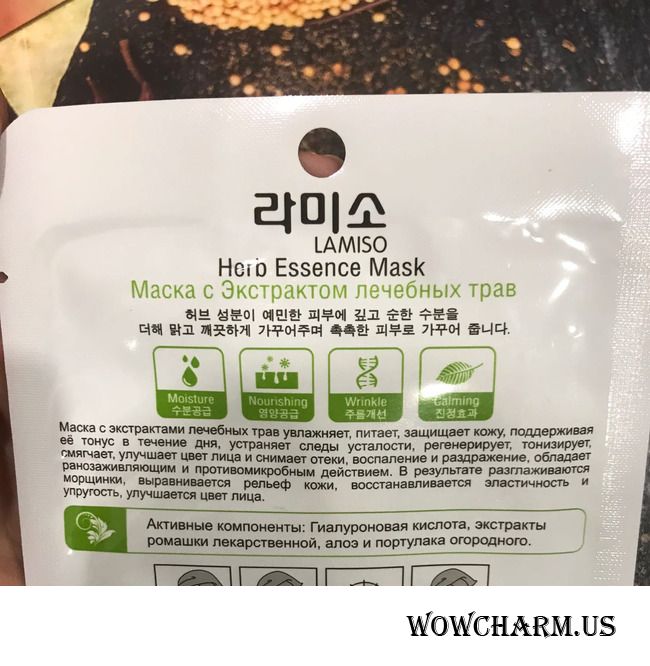 라미소
LAMISO
Herb Essence Mask
Маска с Экстрактом лечебных трав
허브 성분이 예민한 피부에 깊고 순한 수분을
더해 맑고 깨끗하게 가꾸어주며 촉촉한 피부로 가꾸어 줍니다.
Moisture
수분공급
Nourishing
영양공급
Wrinkle
주름개선
Calming
진정효과
Маска с экстрактами лечебных трав увлажняет, питает, защищает кожу, поддерживая
её тонус в течение дня, устраняет следы усталости, регенерирует, тонизирует,
смягчает, улучшает цвет лица и снимает отеки, воспаление и раздражение, обладает
ранозаживляющим и противомикробным действием. В результате разглаживаются
морщинки, выравнивается рельеф кожи, восстанавливается эластичность и
упругость, улучшается цвет лица.
Активные компоненты: Гиалуроновая кислота, экстракты
ромашки лекарственной, алоэ и портулака огородного.
WOWCHARM.US